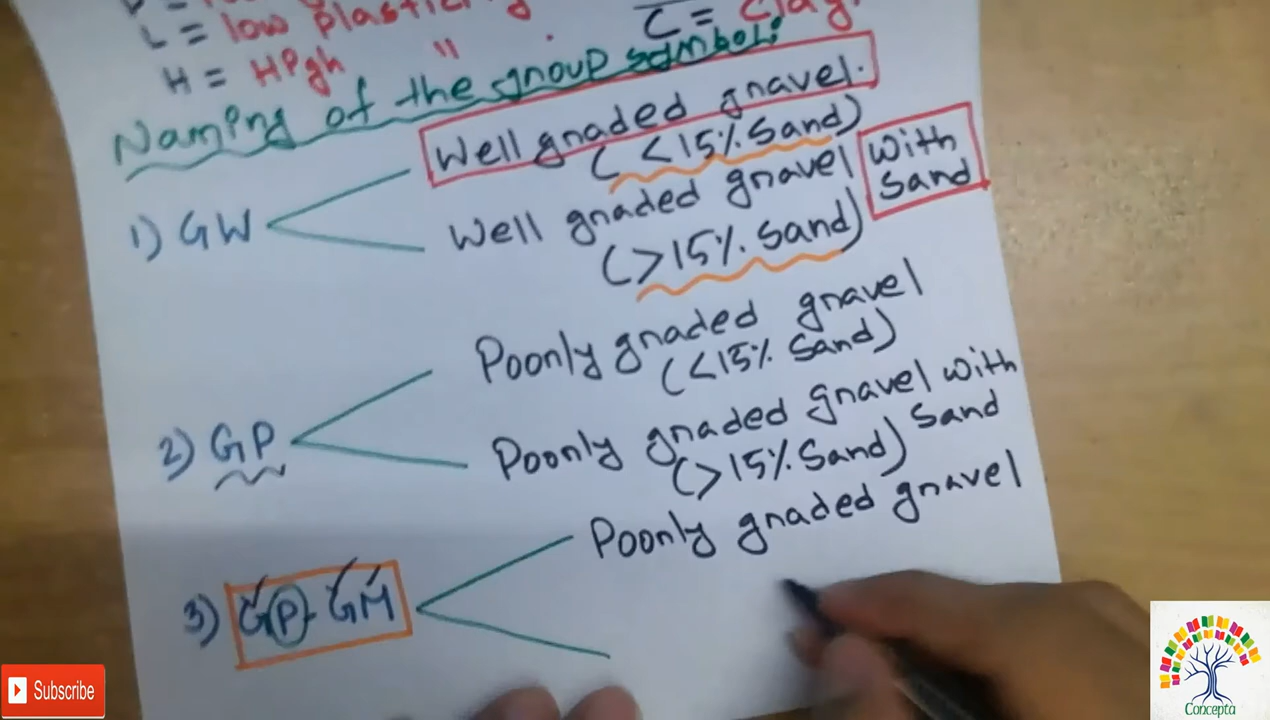 L = low plasticity
H = High "
C = Clay.
Naming of the group symbol:
Well graded gravel.
(<15% Sand)
1) GW
Well graded gravel With Sand
(>15% Sand)
Poorly graded gravel
(<15% Sand)
2) GP
Poorly graded gravel with Sand
(>15% Sand)
Poorly graded gravel
3) GP-GM
Subscribe
Concepta